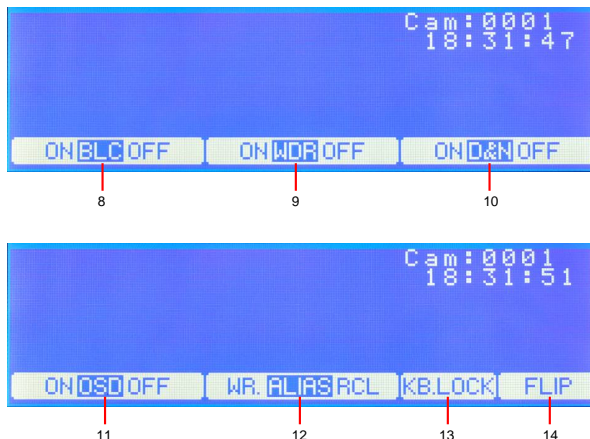 Cam:0001
18:31:47
ON BLC OFF ON WDR OFF ON D&N OFF
8 9 10
Cam:0001
18:31:51
ON OSD OFF WR. ALIAS RCL KB.LOCK FLIP
11 12 13 14